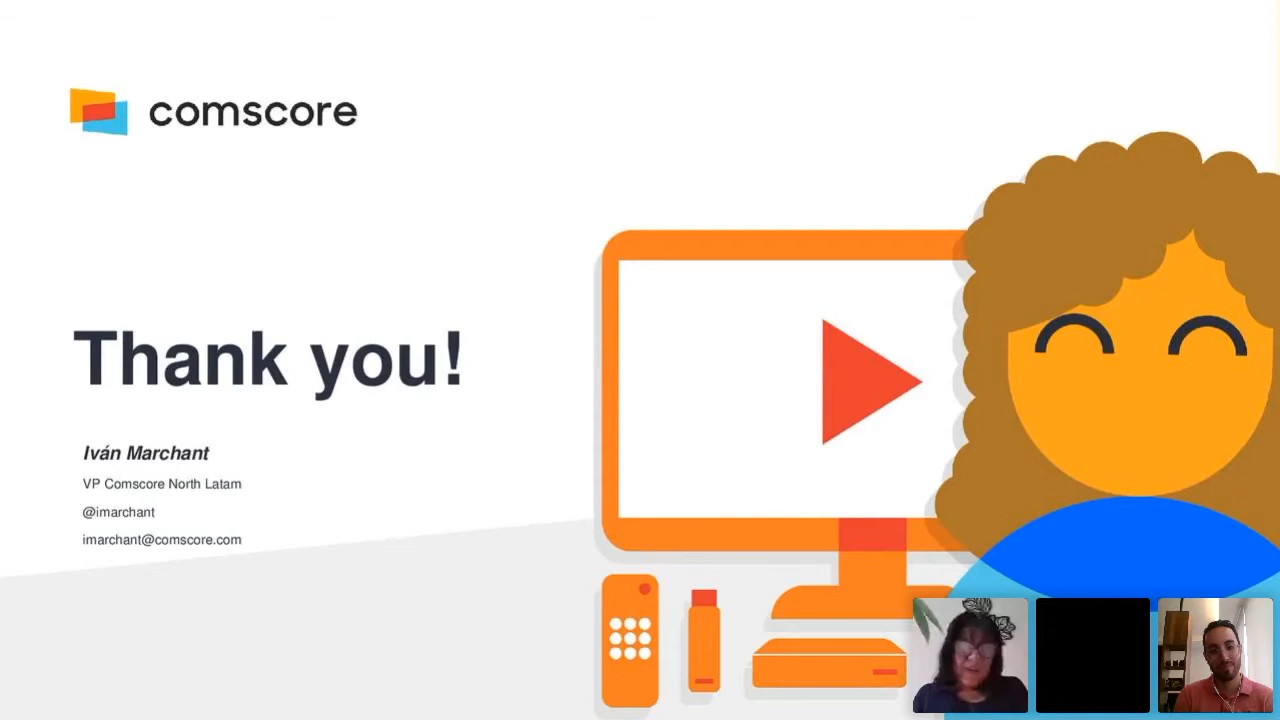 comscore
Thank you!
Iván Marchant
VP Comscore North Latam
@imarchant
imarchant@comscore.com